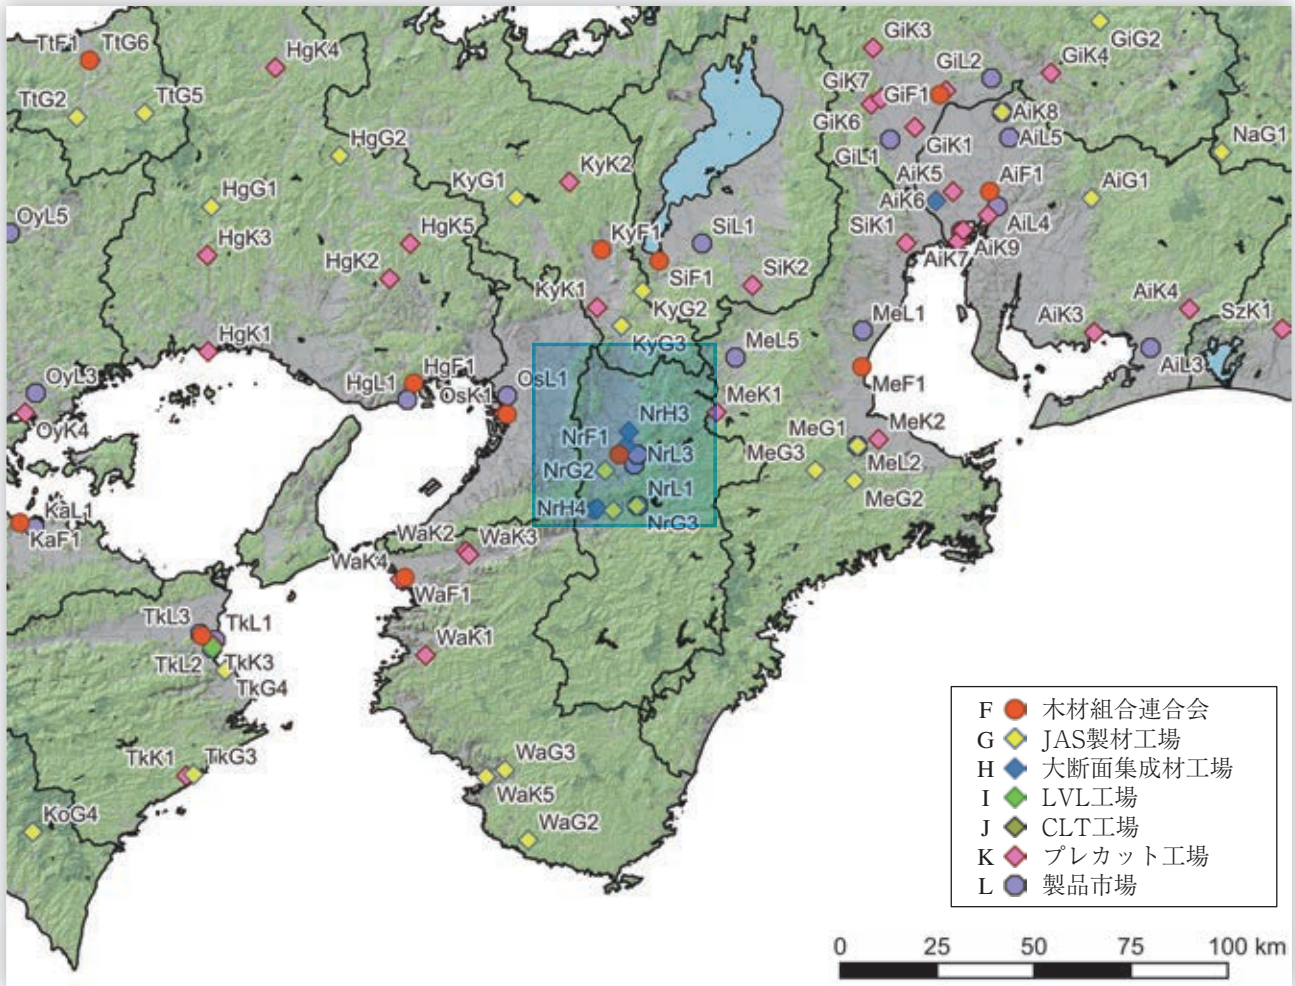 TtF1
TtG6
HgK4
GiK3
GiG2
GiL2
GiK4
TtG2
TtG5
GiK7
GiF1
GiK6
AiK8
GiK1
AiL5
NaG1
HgG2
GiL1
KyK2
AiK5
AiF1
KyG1
HgG1
AiK6
AiG1
OyL5
AiL4
HgK5
KyF1
SiL1
SiK1
HgK3
AiK7
AiK9
HgK2
SiF1
SiK2
KyK1
KyG2
AiK4
MeL1
AiK3
SzK1
HgK1
KyG3
MeL5
AiL3
HgF1
OyL3
HgL1
OsK1
OsL1
MeF1
MeK1
OyK4
NrH3
MeK2
NrF1
MeG1
NrL3
MeG3
MeL2
NrG2
NrL1
MeG2
KaL1
NrH4
NrG3
KaF1
WaK2
WaK3
WaK4
WaF1
TkL3
TkL1
WaK1
TkL2
TkK3
TkG4
TkK1
TkG3
WaG3
WaK5
KoG4
WaG2
F 木材組合連合会
G JAS製材工場
H 大断面集成材工場
I LVL工場
J CLT工場
K プレカット工場
L 製品市場
0 25 50 75 100 km